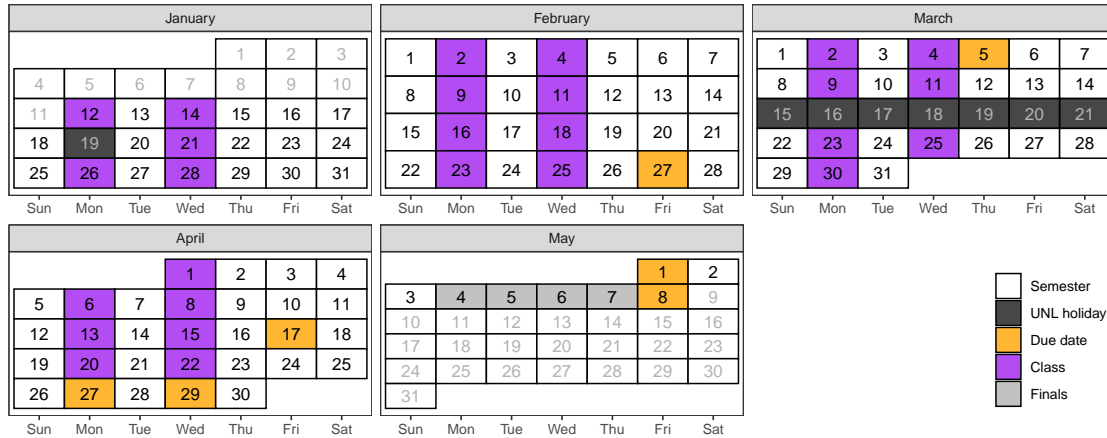 January February March
1 2 3 1 2 3 4 5 6 7 1 2 3 4 5 6 7
4 5 6 7 8 9 10 8 9 10 11 12 13 14 8 9 10 11 12 13 14
11 12 13 14 15 16 17 15 16 17 18 19 20 21 15 16 17 18 19 20 21
18 19 20 21 22 23 24 22 23 24 25 26 27 28 22 23 24 25 26 27 28
25 26 27 28 29 30 31 29 30 31
Sun Mon Tue Wed Thu Fri Sat Sun Mon Tue Wed Thu Fri Sat Sun Mon Tue Wed Thu Fri Sat
April May
1 2 3 4 1 2
5 6 7 8 9 10 11 3 4 5 6 7 8 9
12 13 14 15 16 17 18 10 11 12 13 14 15 16
19 20 21 22 23 24 25 17 18 19 20 21 22 23
26 27 28 29 30 24 25 26 27 28 29 30
31
Sun Mon Tue Wed Thu Fri Sat Sun Mon Tue Wed Thu Fri Sat
Semester
UNL holiday
Due date
Class
Finals